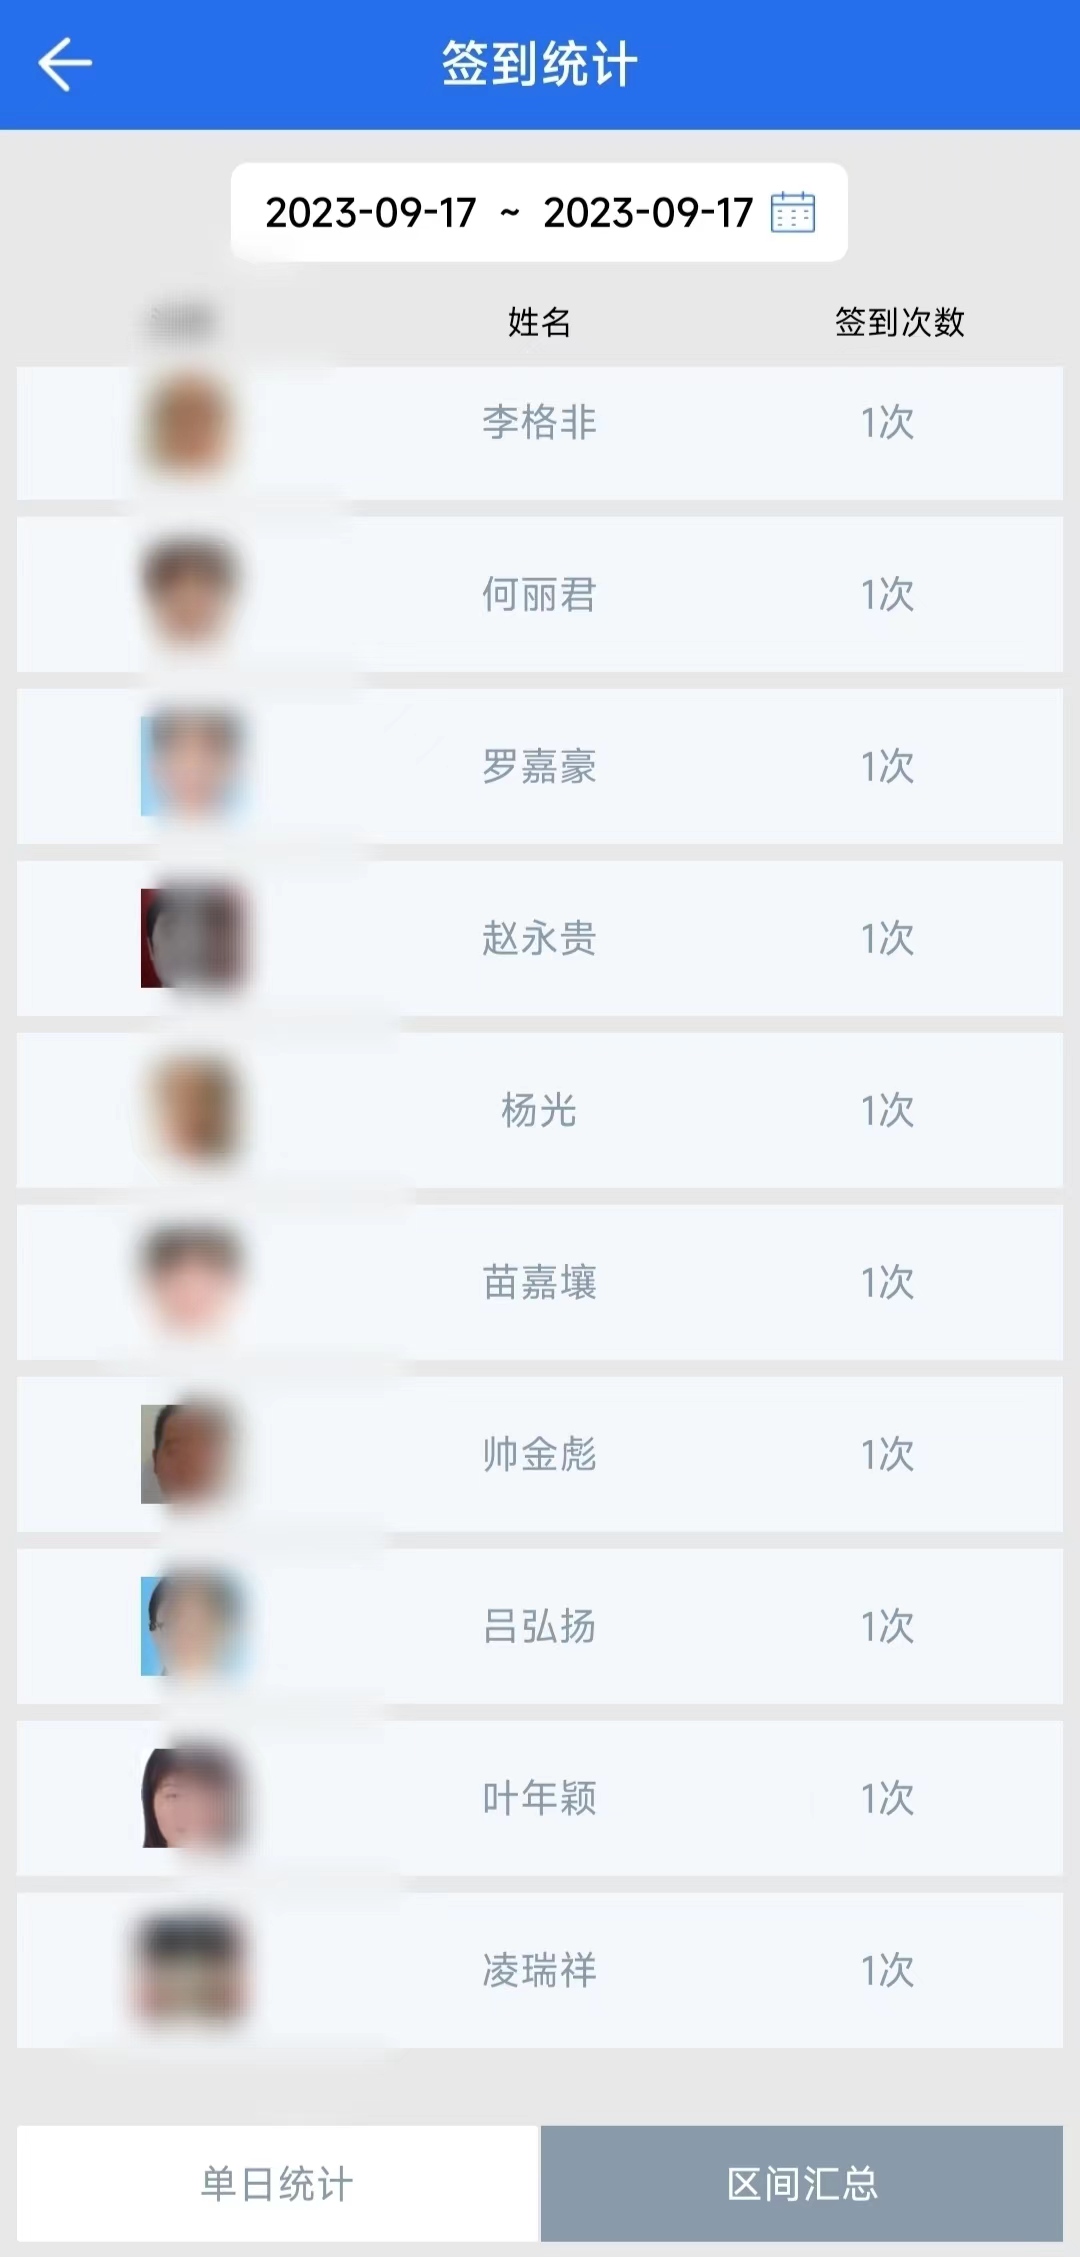 签到统计
2023-09-17 ~ 2023-09-17
姓名 签到次数
李格非 1次
何丽君 1次
罗嘉豪 1次
赵永贵 1次
杨光 1次
苗嘉壤 1次
帅金彪 1次
吕弘扬 1次
叶年颖 1次
凌瑞祥 1次
单日统计 区间汇总